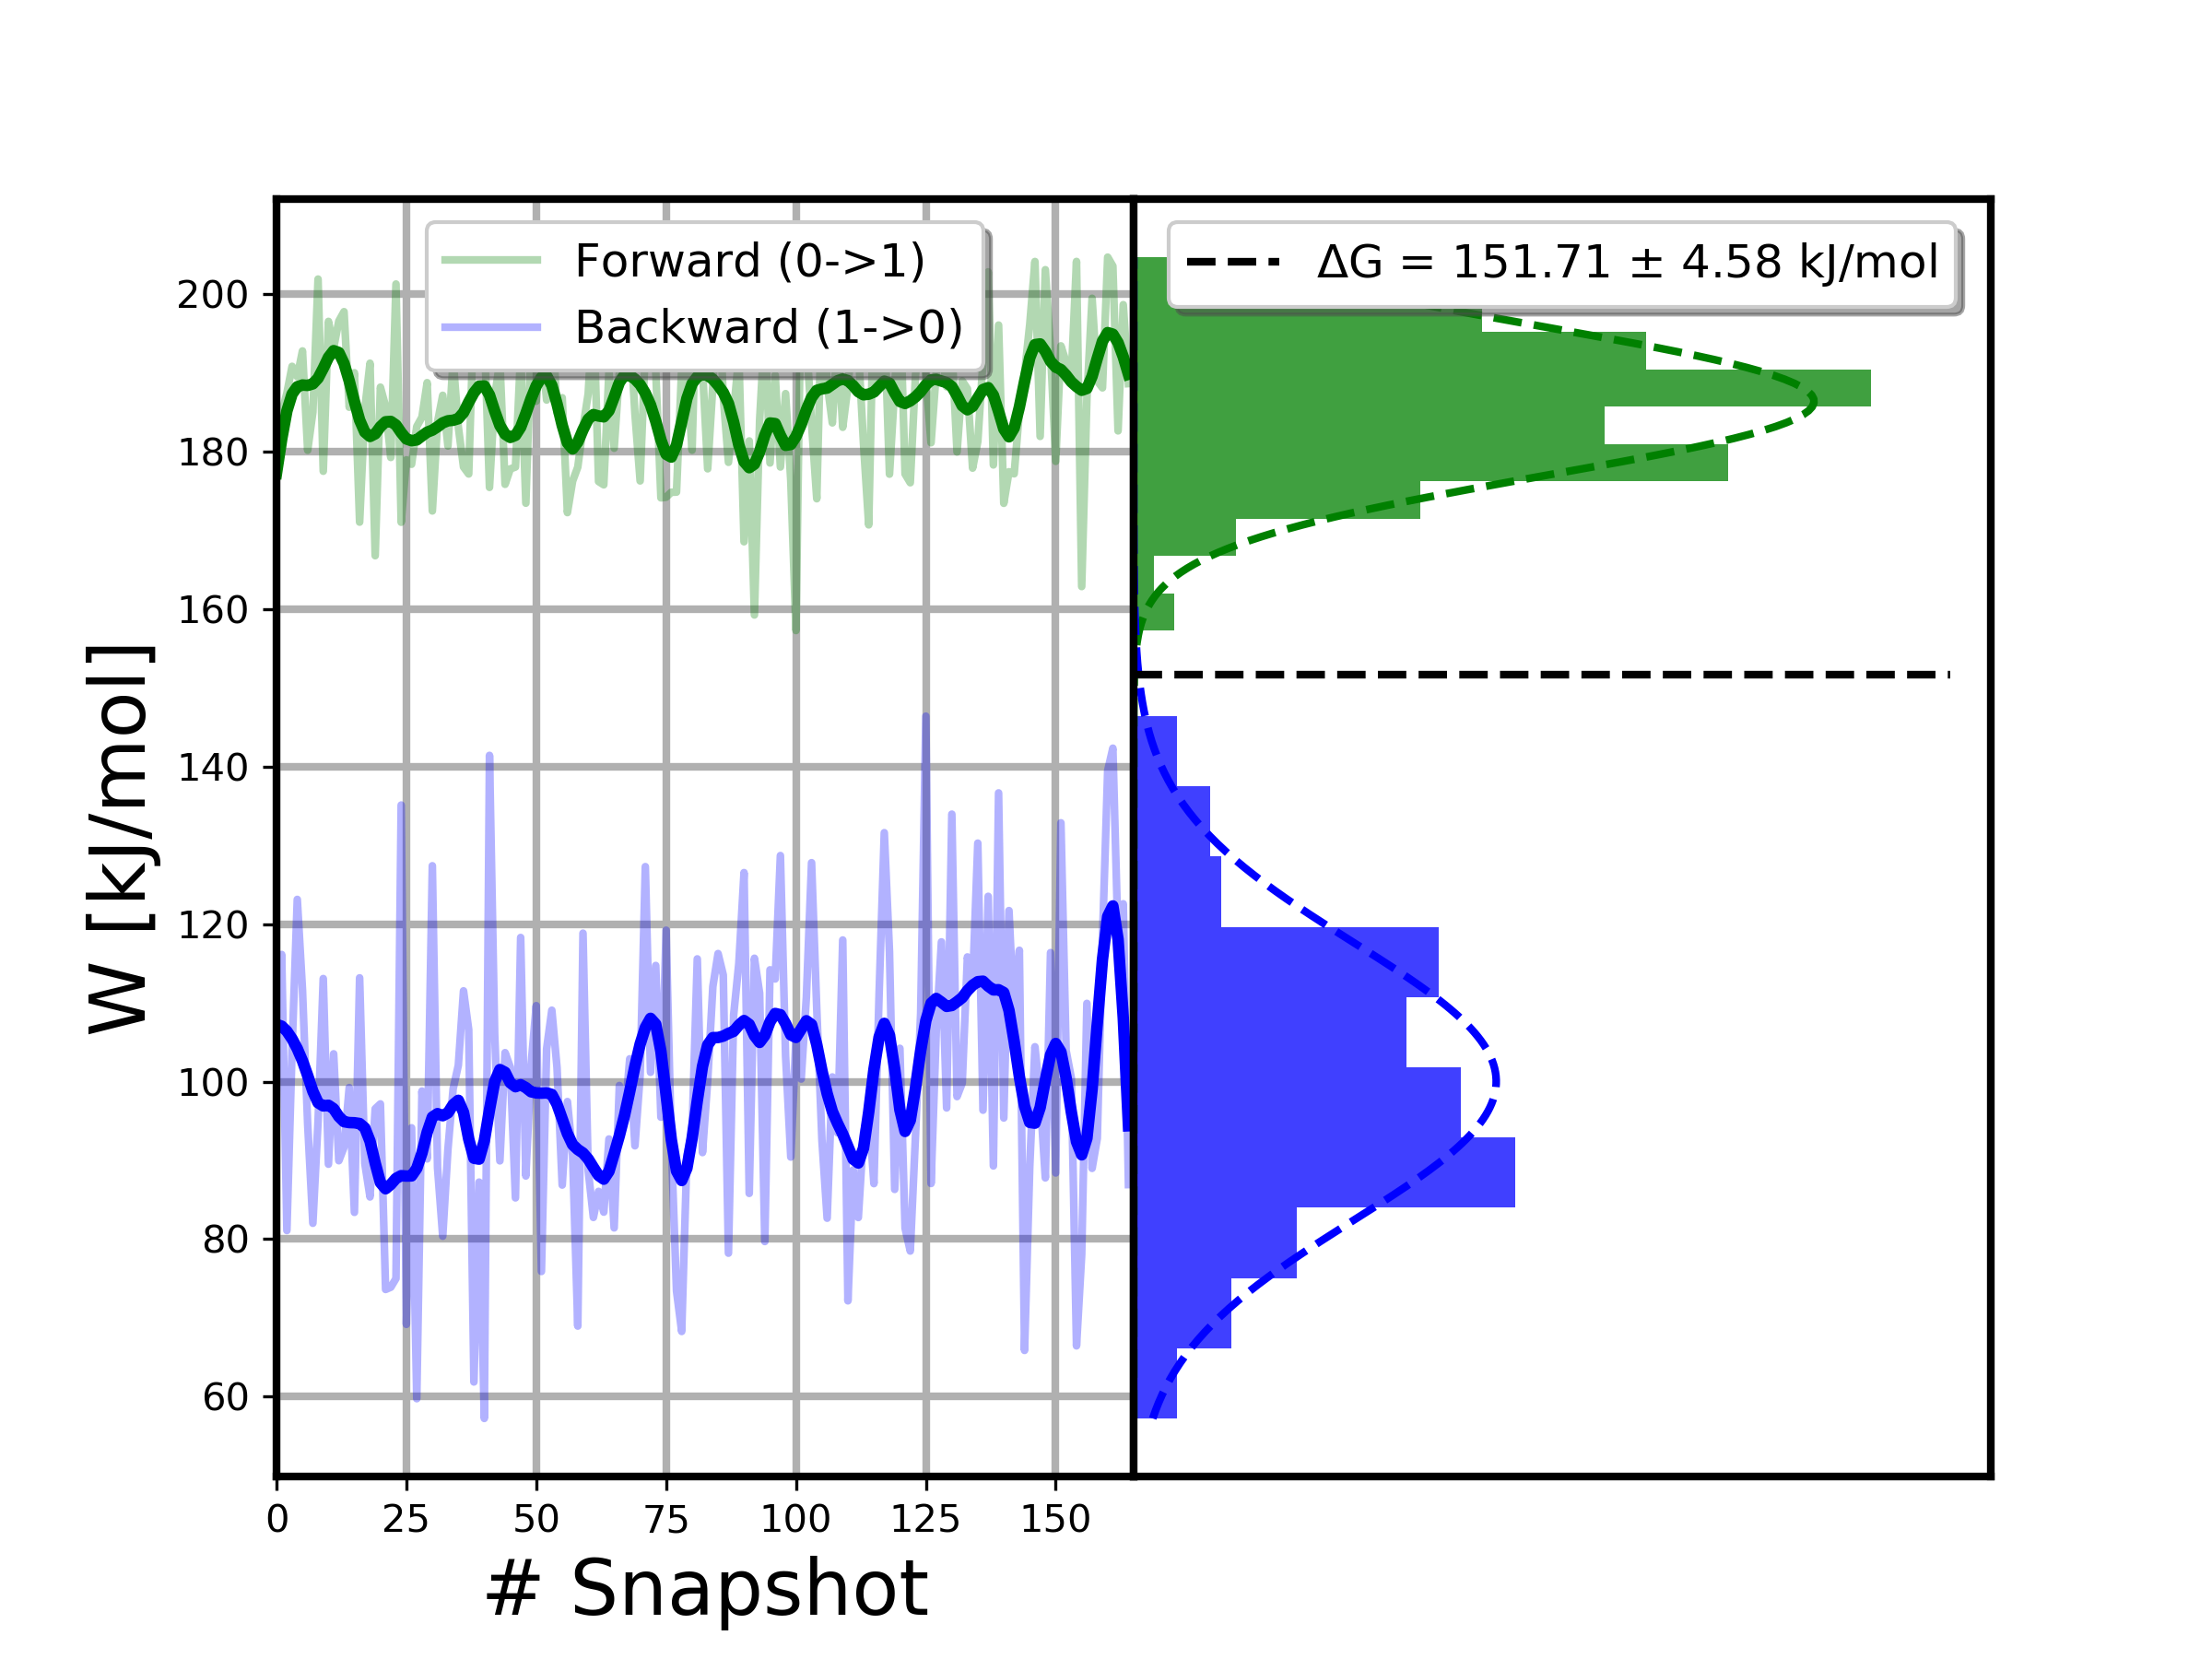 Forward (0->1)
Backward (1->0)
ΔG = 151.71 ± 4.58 kJ/mol
W [kJ/mol]
200
180
160
140
120
100
80
60
0 25 50 75 100 125 150
# Snapshot